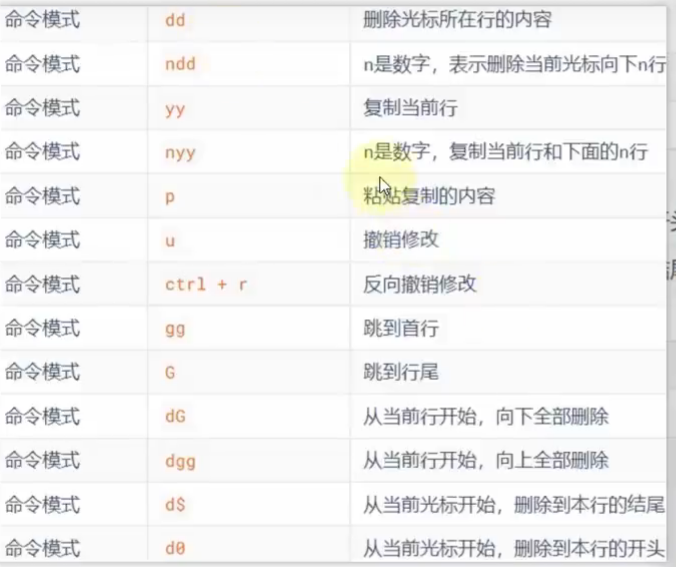 命令模式 dd 删除光标所在行的内容
命令模式 ndd n是数字，表示删除当前光标向下n行
命令模式 yy 复制当前行
命令模式 nyy n是数字，复制当前行和下面的n行
命令模式 p 粘贴复制的内容
命令模式 u 撤销修改
命令模式 ctrl + r 反向撤销修改
命令模式 gg 跳到首行
命令模式 G 跳到行尾
命令模式 dG 从当前行开始，向下全部删除
命令模式 dgg 从当前行开始，向上全部删除
命令模式 d$ 从当前光标开始，删除到本行的结尾
命令模式 d0 从当前光标开始，删除到本行的开头